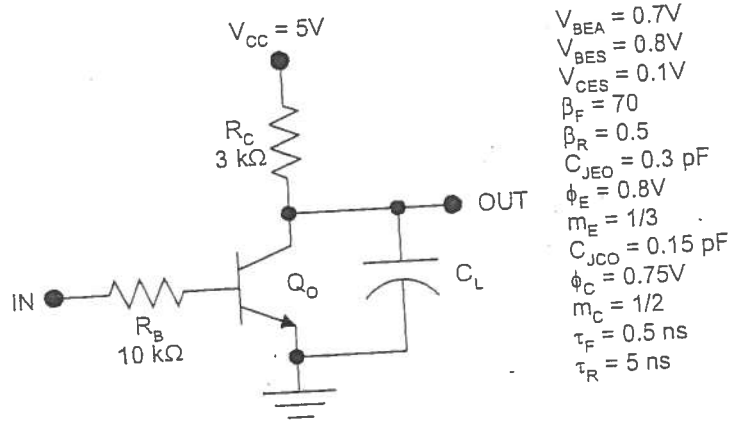 V_CC = 5V
R_C
3 kΩ
OUT
Q_O
C_L
IN
R_B
10 kΩ
V_BEA = 0.7V
V_BES = 0.8V
V_CES = 0.1V
β_F = 70
β_R = 0.5
C_JEO = 0.3 pF
ϕ_E = 0.8V
m_E = 1/3
C_JCO = 0.15 pF
ϕ_C = 0.75V
m_C = 1/2
τ_F = 0.5 ns
τ_R = 5 ns